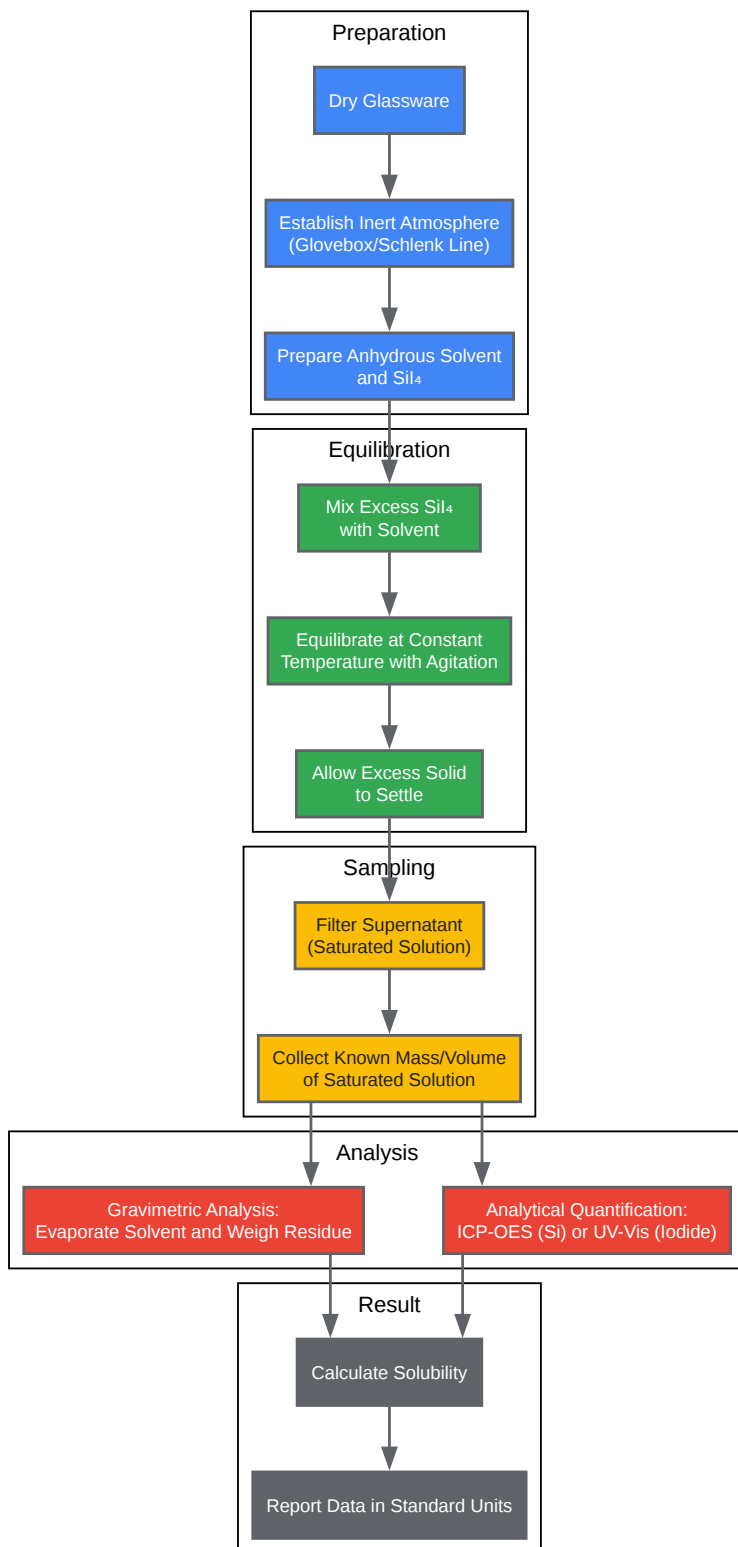 Preparation
Dry Glassware
Establish Inert Atmosphere
(Glovebox/Schlenk Line)
Prepare Anhydrous Solvent
and SiI₄
Equilibration
Mix Excess SiI₄
with Solvent
Equilibrate at Constant
Temperature with Agitation
Allow Excess Solid
to Settle
Sampling
Filter Supernatant
(Saturated Solution)
Collect Known Mass/Volume
of Saturated Solution
Analysis
Gravimetric Analysis:
Evaporate Solvent and Weigh Residue
Analytical Quantification:
ICP-OES (Si) or UV-Vis (Iodide)
Result
Calculate Solubility
Report Data in Standard Units